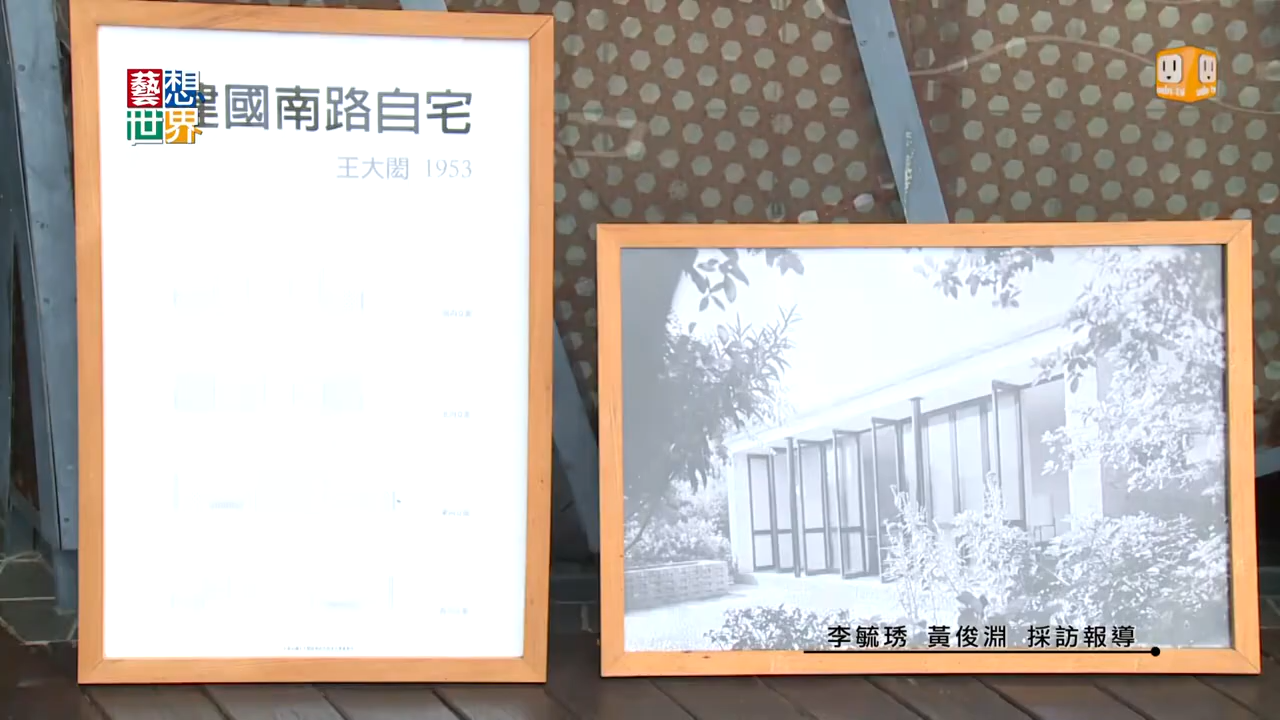 藝想
世界
建國南路自宅
王大閎 1953
李毓琇 黃俊淵 採訪報導